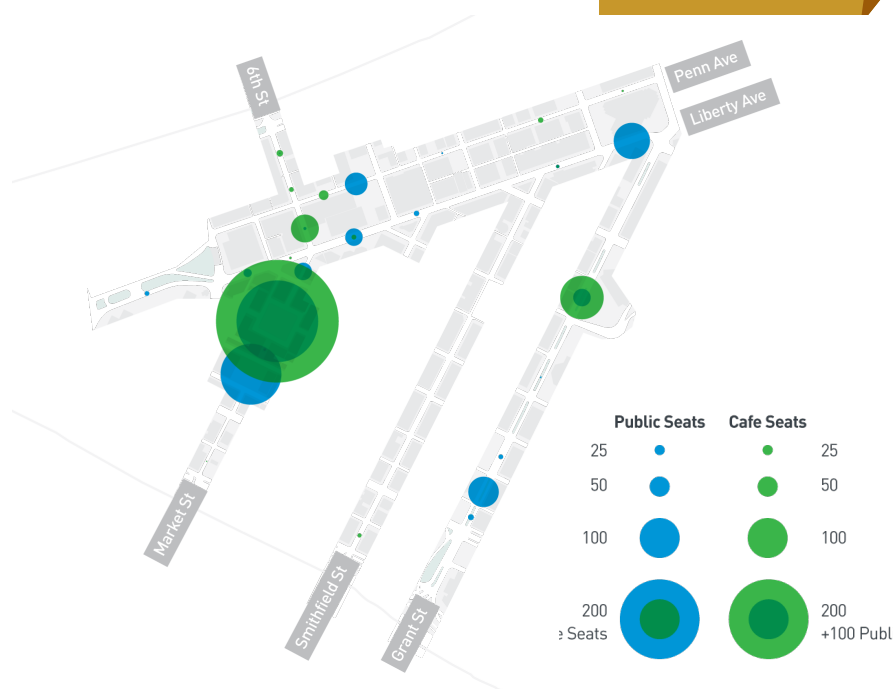 6th St
Penn Ave
Liberty Ave
Market St
Smithfield St
Grant St
Public Seats Cafe Seats
25 25
50 50
100 100
200 200
e Seats +100 Publ